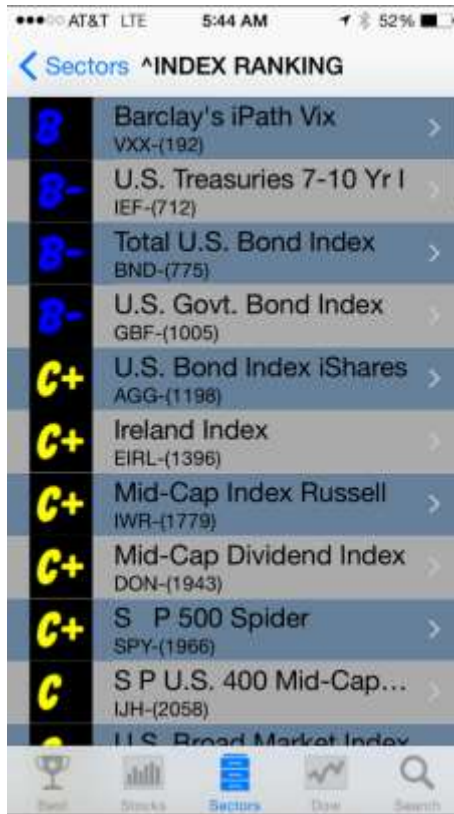 AT&T LTE 5:44 AM 52%
Sectors ^INDEX RANKING
B
Barclay's iPath Vix
VXX-(192)
B-
U.S. Treasuries 7-10 Yr I
IEF-(712)
B-
Total U.S. Bond Index
BND-(775)
B-
U.S. Govt. Bond Index
GBF-(1005)
C+
U.S. Bond Index iShares
AGG-(1198)
C+
Ireland Index
EIRL-(1396)
C+
Mid-Cap Index Russell
IWR-(1779)
C+
Mid-Cap Dividend Index
DON-(1943)
C+
S P 500 Spider
SPY-(1966)
C
S P U.S. 400 Mid-Cap...
IJH-(2058)
U.S. Broad Market Index
Best Stocks Sectors Dow Search